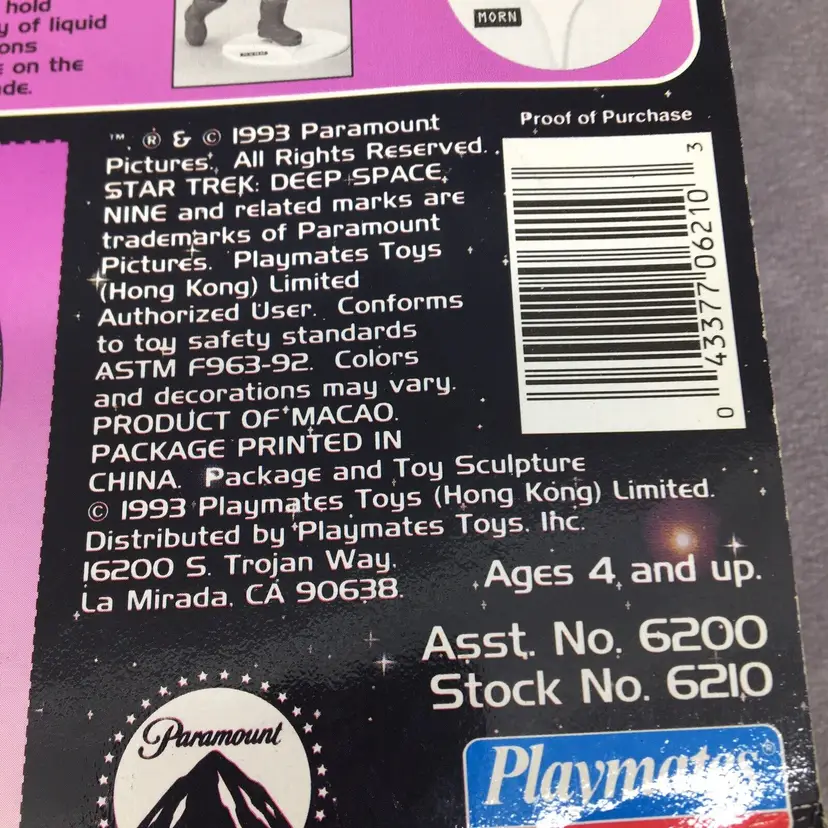 hold
y of liquid
ons
on the
de.
MORN
™, ® & © 1993 Paramount
Pictures. All Rights Reserved.
STAR TREK: DEEP SPACE
NINE and related marks are
trademarks of Paramount
Pictures. Playmates Toys
(Hong Kong) Limited
Authorized User. Conforms
to toy safety standards
ASTM F963-92. Colors
and decorations may vary.
PRODUCT OF MACAO.
PACKAGE PRINTED IN
CHINA. Package and Toy Sculpture
© 1993 Playmates Toys (Hong Kong) Limited.
Distributed by Playmates Toys, Inc.
16200 S. Trojan Way,
La Mirada, CA 90638.
Proof of Purchase
0 43377 06210 3
Ages 4 and up.
Asst. No. 6200
Stock No. 6210
Paramount
Playmates®